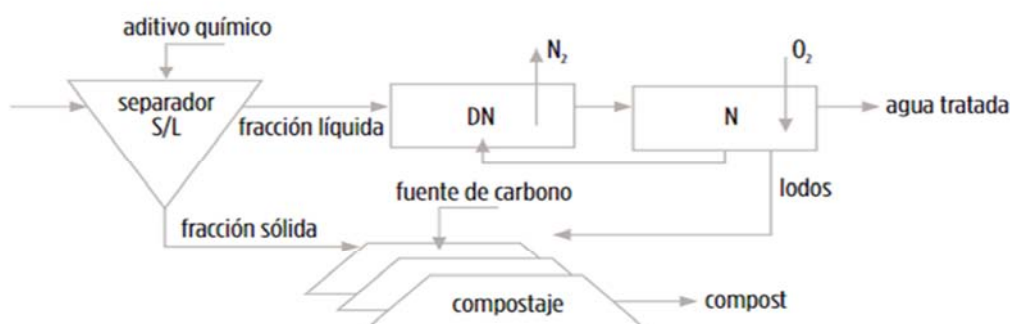 aditivo químico
separador
S/L
fracción líquida
DN
N₂
N
O₂
agua tratada
lodos
fuente de carbono
fracción sólida
compostaje
compost